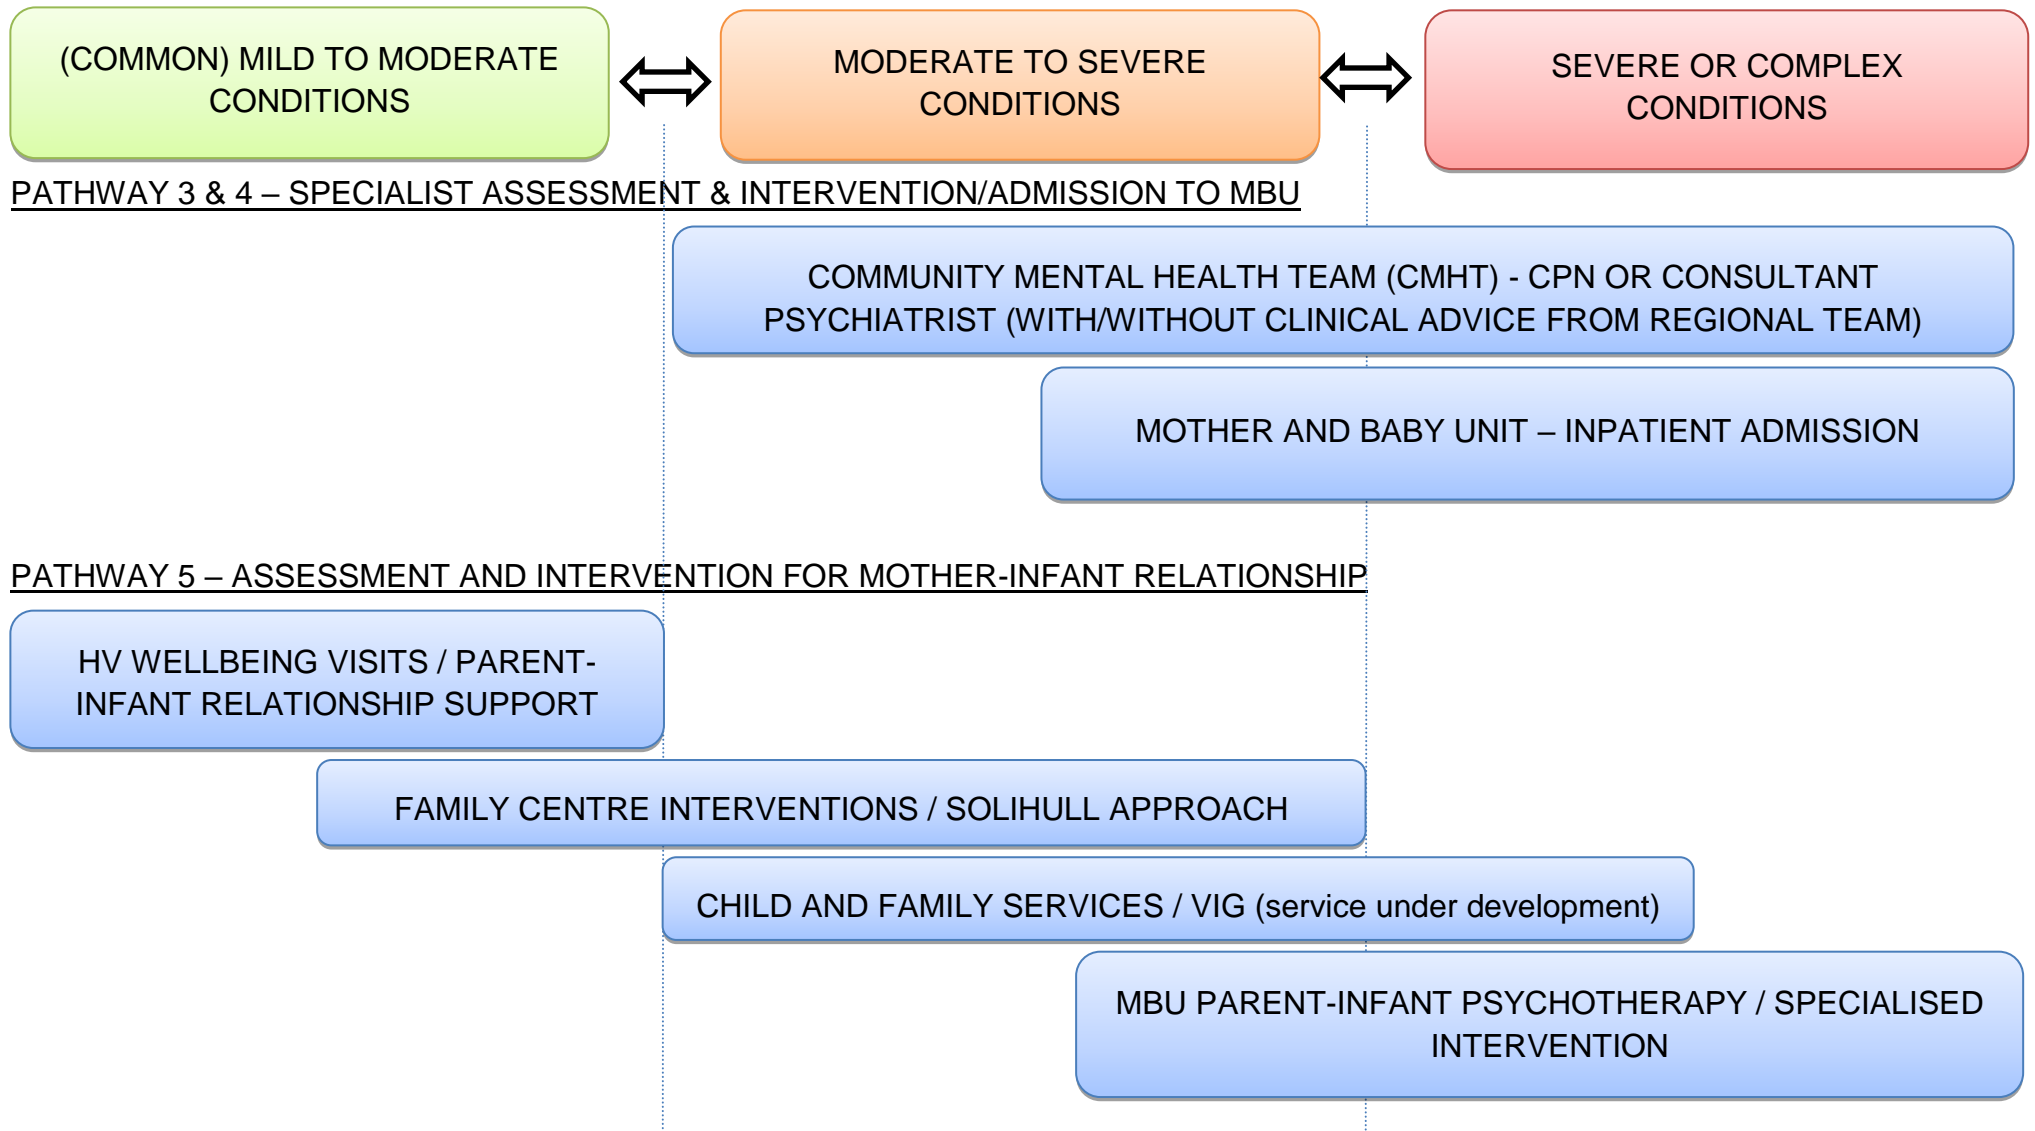 (COMMON) MILD TO MODERATE
CONDITIONS
MODERATE TO SEVERE
CONDITIONS
SEVERE OR COMPLEX
CONDITIONS
PATHWAY 3 & 4 – SPECIALIST ASSESSMENT & INTERVENTION/ADMISSION TO MBU
COMMUNITY MENTAL HEALTH TEAM (CMHT) - CPN OR CONSULTANT
PSYCHIATRIST (WITH/WITHOUT CLINICAL ADVICE FROM REGIONAL TEAM)
MOTHER AND BABY UNIT – INPATIENT ADMISSION
PATHWAY 5 – ASSESSMENT AND INTERVENTION FOR MOTHER-INFANT RELATIONSHIP
HV WELLBEING VISITS / PARENT-
INFANT RELATIONSHIP SUPPORT
FAMILY CENTRE INTERVENTIONS / SOLIHULL APPROACH
CHILD AND FAMILY SERVICES / VIG (service under development)
MBU PARENT-INFANT PSYCHOTHERAPY / SPECIALISED
INTERVENTION